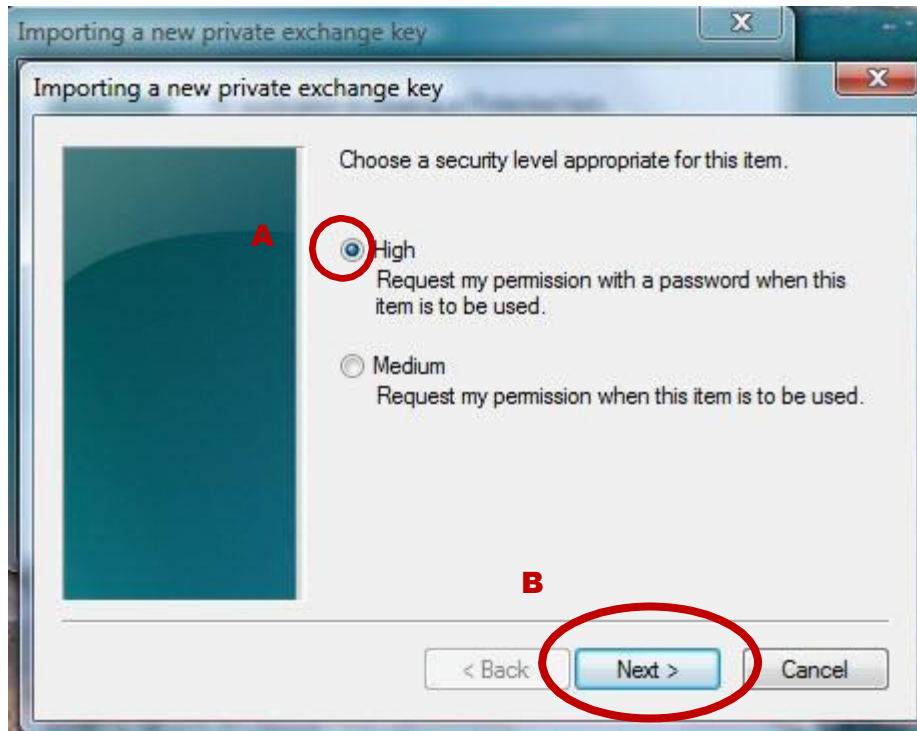 Importing a new private exchange key
X
Importing a new private exchange key
X
Choose a security level appropriate for this item.
A
High
Request my permission with a password when this
item is to be used.
Medium
Request my permission when this item is to be used.
B
< Back
Next >
Cancel